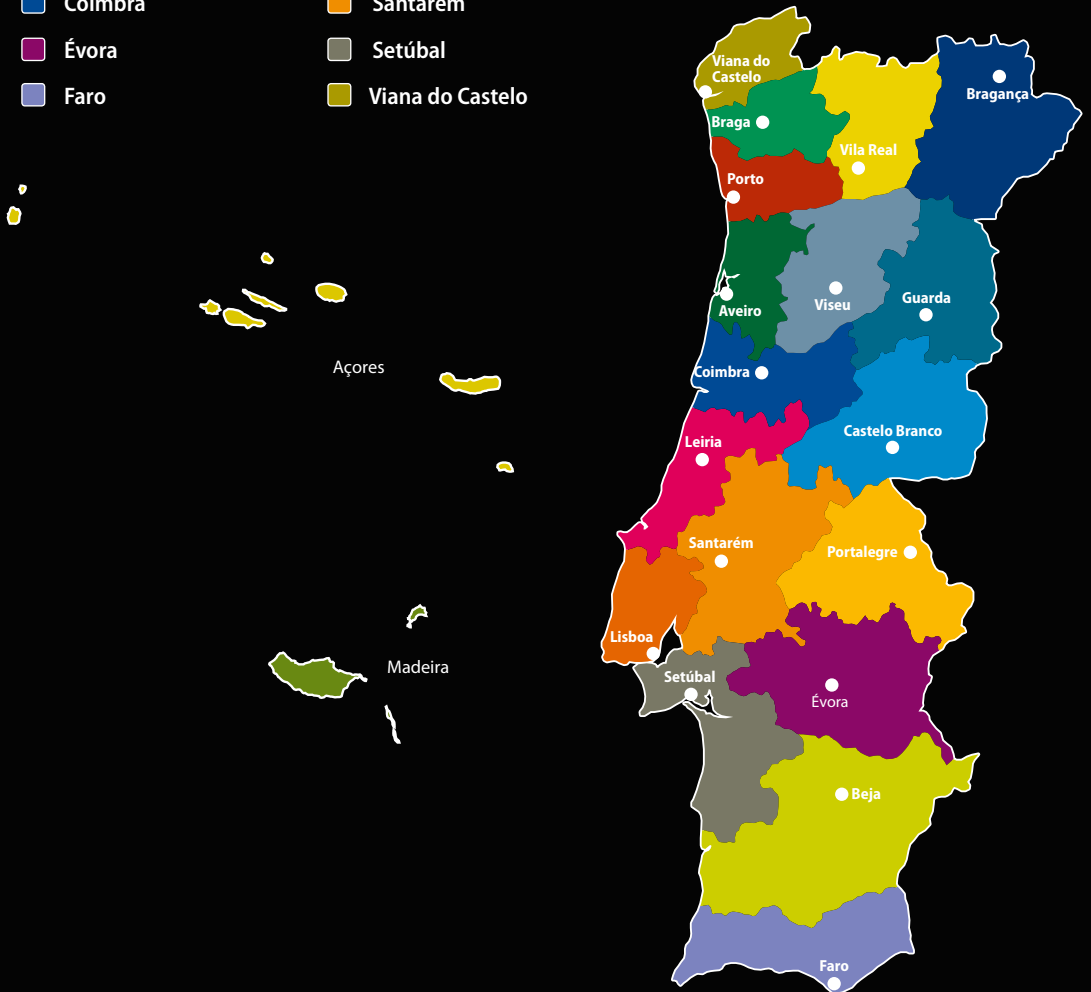 Coimbra
Santarém
Évora
Setúbal
Faro
Viana do Castelo
Viana do
Castelo
Bragança
Braga
Vila Real
Porto
Aveiro
Viseu
Guarda
Açores
Coimbra
Castelo Branco
Leiria
Santarém
Portalegre
Lisboa
Madeira
Setúbal
Évora
Beja
Faro